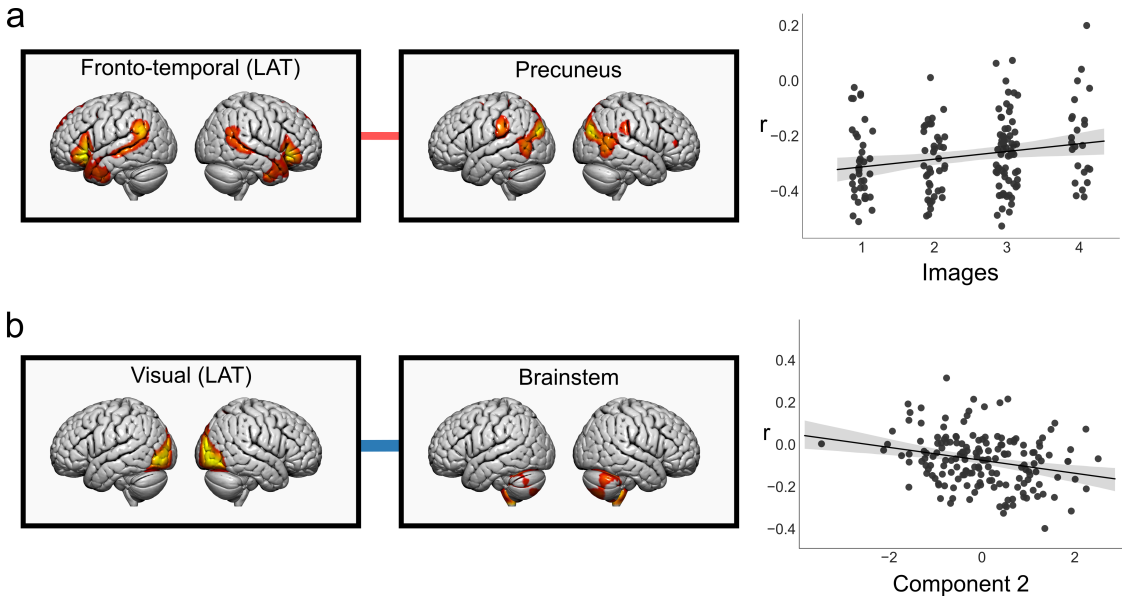 a
Fronto-temporal (LAT)
Precuneus
0.2
0.0
r
−0.2
−0.4
1 2 3 4
Images
b
Visual (LAT)
Brainstem
0.4
0.2
r
0.0
−0.2
−0.4
−2 0 2
Component 2